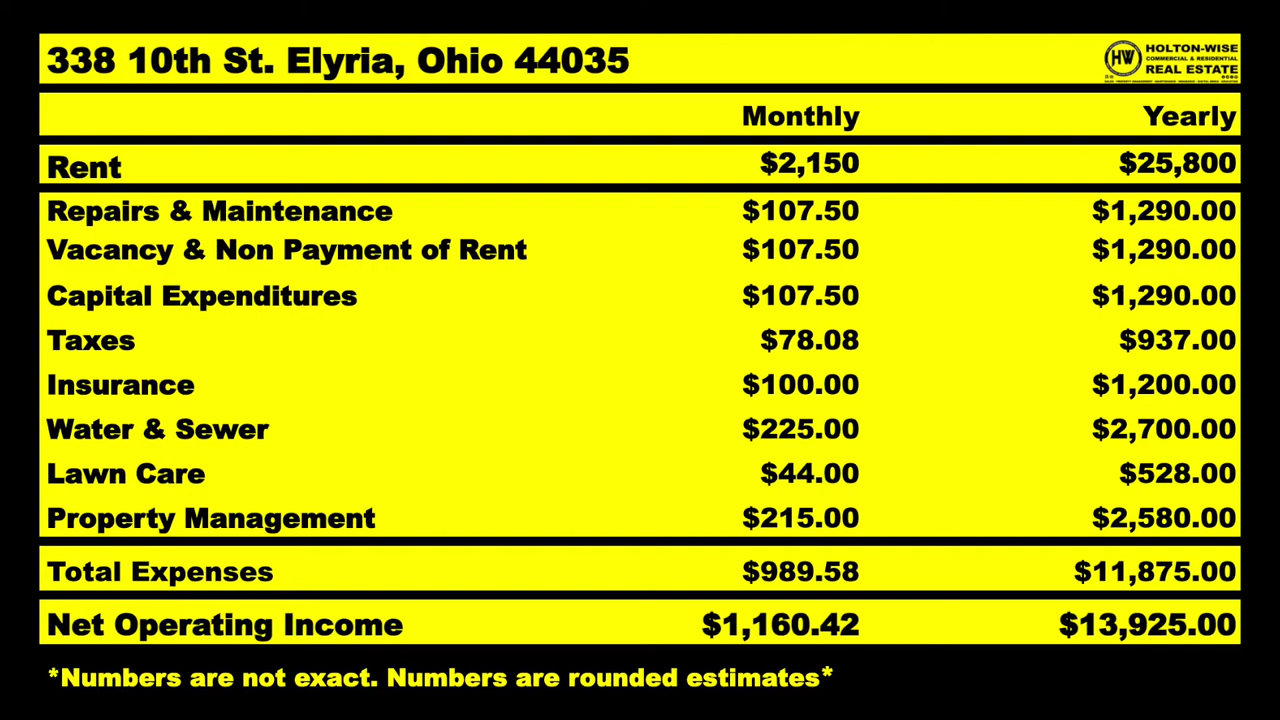 338 10th St. Elyria, Ohio 44035
HOLTON-WISE
COMMERCIAL & RESIDENTIAL
REAL ESTATE
HW
Monthly Yearly
Rent $2,150 $25,800
Repairs & Maintenance $107.50 $1,290.00
Vacancy & Non Payment of Rent $107.50 $1,290.00
Capital Expenditures $107.50 $1,290.00
Taxes $78.08 $937.00
Insurance $100.00 $1,200.00
Water & Sewer $225.00 $2,700.00
Lawn Care $44.00 $528.00
Property Management $215.00 $2,580.00
Total Expenses $989.58 $11,875.00
Net Operating Income $1,160.42 $13,925.00
*Numbers are not exact. Numbers are rounded estimates*